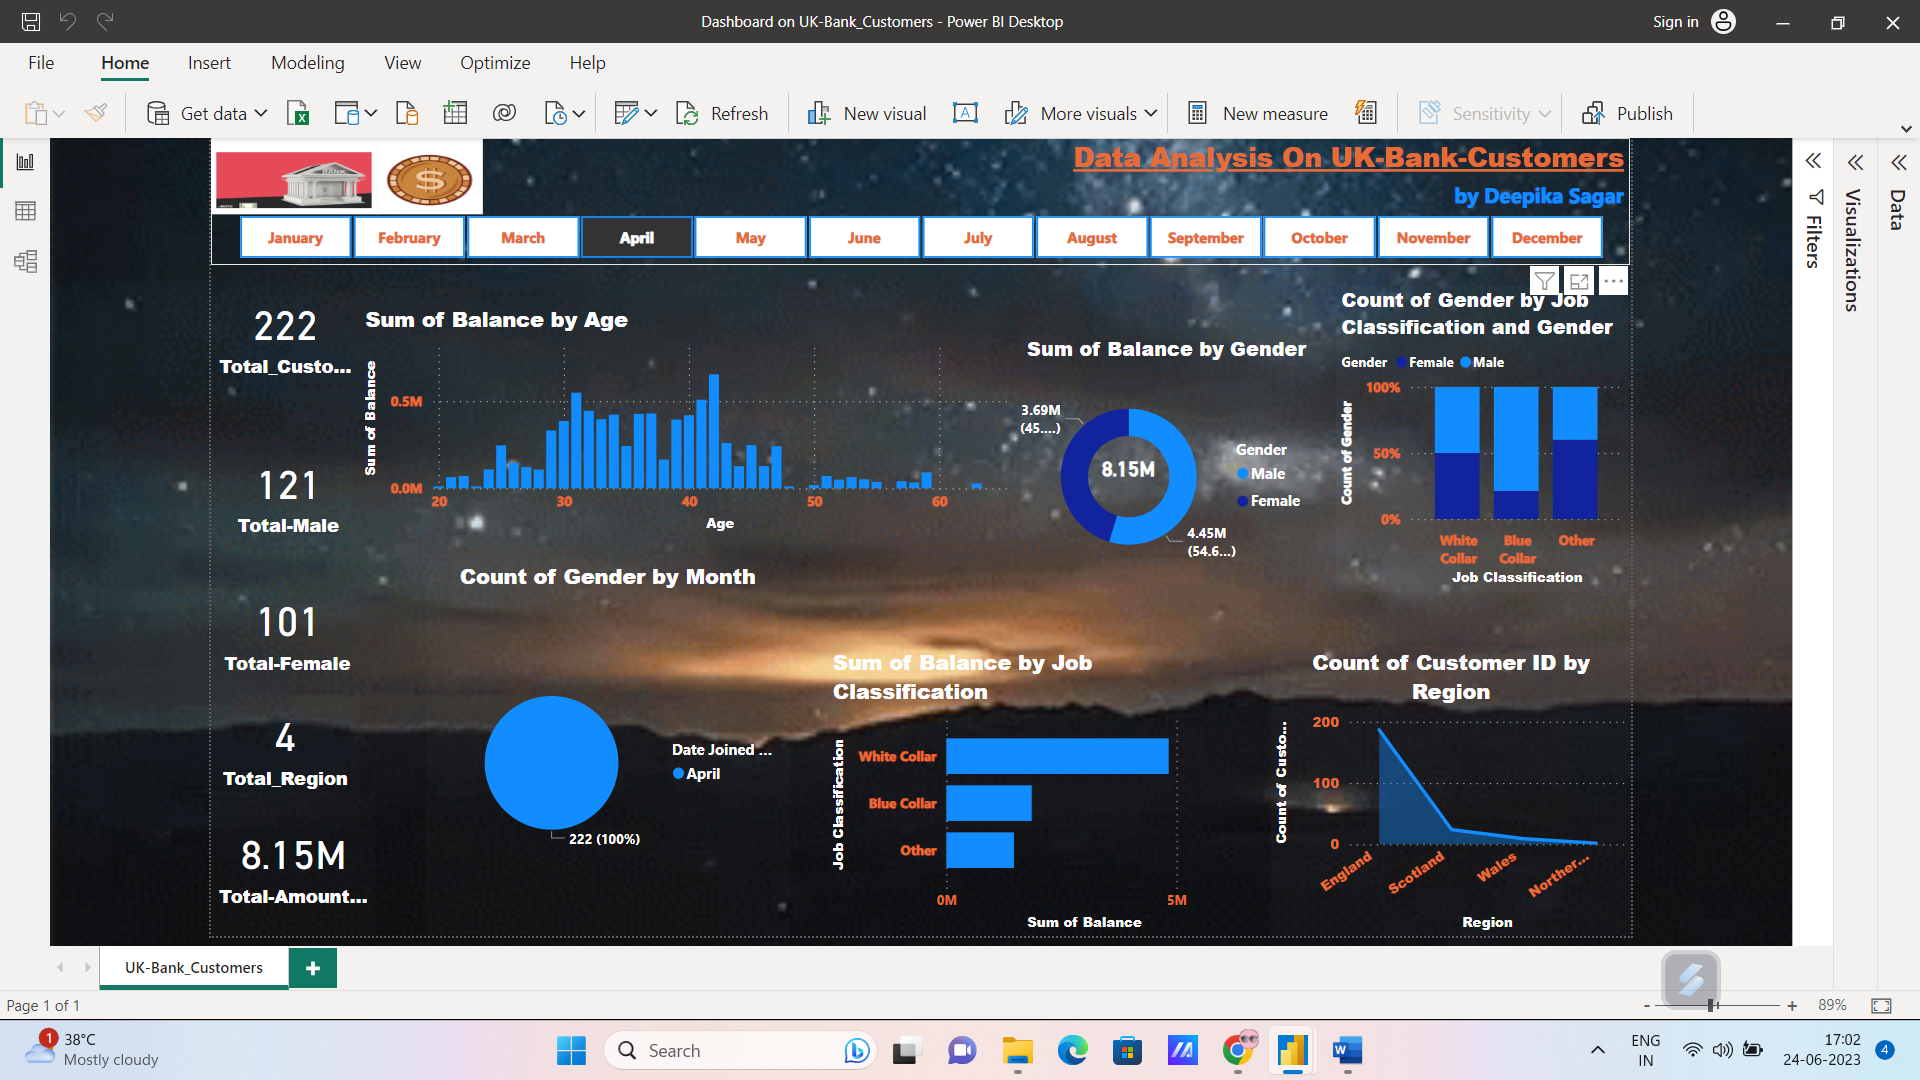 Dashboard on UK-Bank_Customers - Power BI Desktop
Sign in
File Home Insert Modeling View Optimize Help
Get data
Refresh
New visual
More visuals
New measure
Sensitivity
Publish
BANK
Data Analysis On UK-Bank-Customers
by Deepika Sagar
January February March April May June July August September October November December
Filters
Visualizations
Data
222
Total_Custo...
121
Total-Male
101
Total-Female
4
Total_Region
8.15M
Total-Amount...
Sum of Balance by Age
Sum of Balance
0.5M
0.0M
20 30 40 50 60
Age
Sum of Balance by Gender
3.69M
(45....)
8.15M
4.45M
(54.6...)
Gender
Male
Female
Count of Gender by Job
Classification and Gender
Gender Female Male
Count of Gender
100%
50%
0%
White
Collar
Blue
Collar
Other
Job Classification
Count of Gender by Month
Date Joined ...
April
222 (100%)
Sum of Balance by Job
Classification
Job Classification
White Collar
Blue Collar
Other
0M 5M
Sum of Balance
Count of Customer ID by
Region
Count of Custo...
200
100
0
England Scotland Wales Norther...
Region
UK-Bank_Customers
Page 1 of 1
89%
1
38°C
Mostly cloudy
Search
ENG
IN
17:02
24-06-2023
4